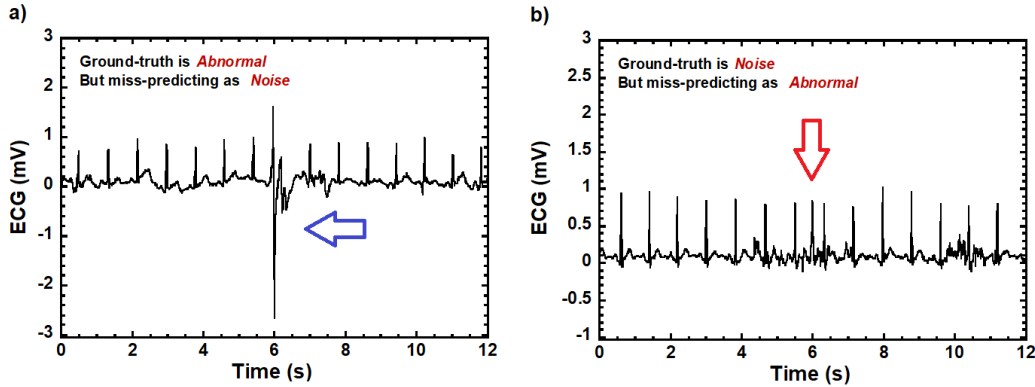 a)
Ground-truth is Abnormal
But miss-predicting as Noise
ECG (mV)
3
2
1
0
-1
-2
-3
0 2 4 6 8 10 12
Time (s)
b)
Ground-truth is Noise
But miss-predicting as Abnormal
ECG (mV)
3
2.5
2
1.5
1
0.5
0
-0.5
-1
0 2 4 6 8 10 12
Time (s)